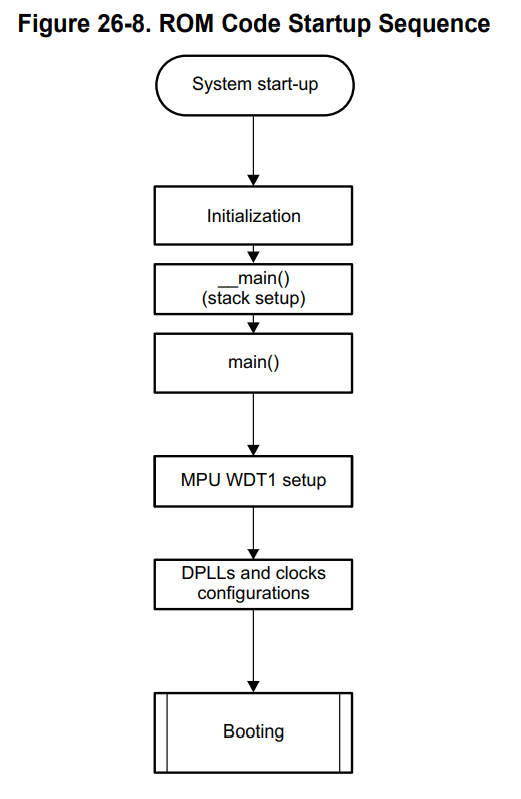 Figure 26-8. ROM Code Startup Sequence
System start-up
Initialization
__main()
(stack setup)
main()
MPU WDT1 setup
DPLLs and clocks
configurations
Booting